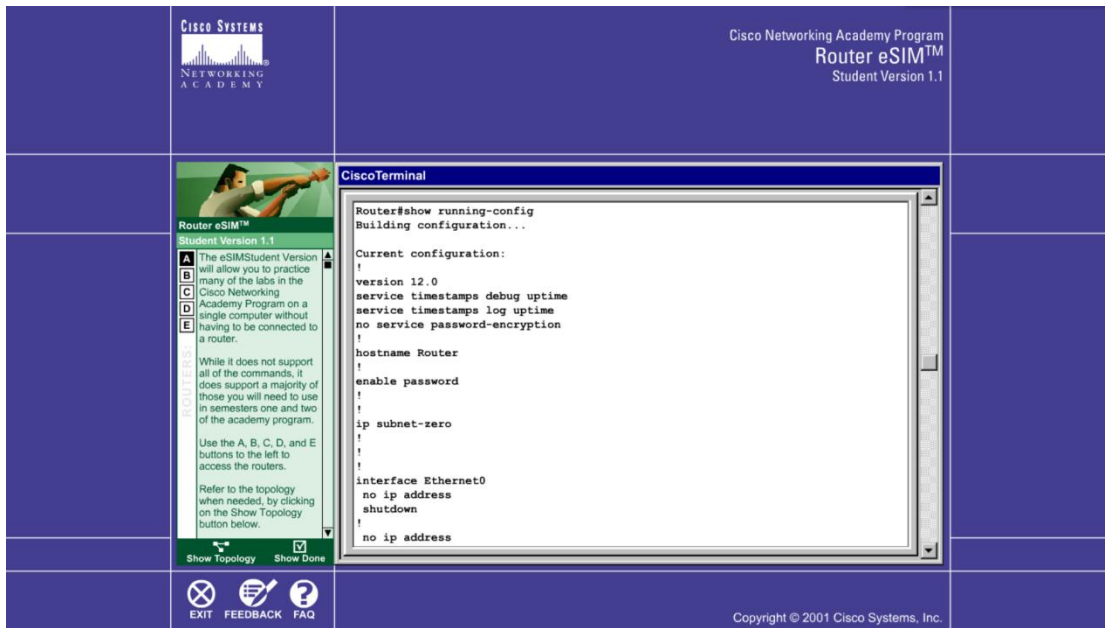 CISCO SYSTEMS
NETWORKING
ACADEMY
Cisco Networking Academy Program
Router eSIM™
Student Version 1.1
Router eSIM™
Student Version 1.1
A
B
C
D
E
ROUTERS:
The eSIMStudent Version
will allow you to practice
many of the labs in the
Cisco Networking
Academy Program on a
single computer without
having to be connected to
a router.
While it does not support
all of the commands, it
does support a majority of
those you will need to use
in semesters one and two
of the academy program.
Use the A, B, C, D, and E
buttons to the left to
access the routers.
Refer to the topology
when needed, by clicking
on the Show Topology
button below.
Show Topology
Show Done
CiscoTerminal
Router#show running-config
Building configuration...
Current configuration:
!
version 12.0
service timestamps debug uptime
service timestamps log uptime
no service password-encryption
!
hostname Router
!
enable password
!
!
ip subnet-zero
!
!
!
interface Ethernet0
no ip address
shutdown
!
no ip address
EXIT
FEEDBACK
FAQ
Copyright © 2001 Cisco Systems, Inc.